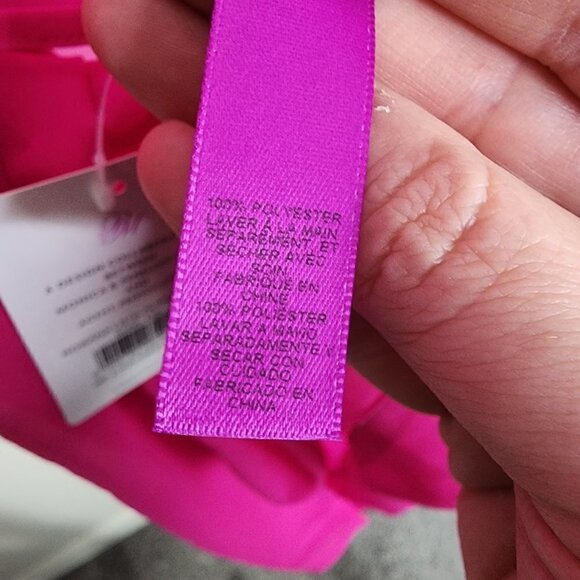 100% POLYESTER
LAVER À LA MAIN
SÉPARÉMENT, ET
SÉCHER AVEC
SOIN
FABRIQUÉ EN
CHINE
100% POLYESTER
LAVAR A MANO
SEPARADAMENTE Y
SECAR CON
CUIDADO
FABRICADO EN
CHINA